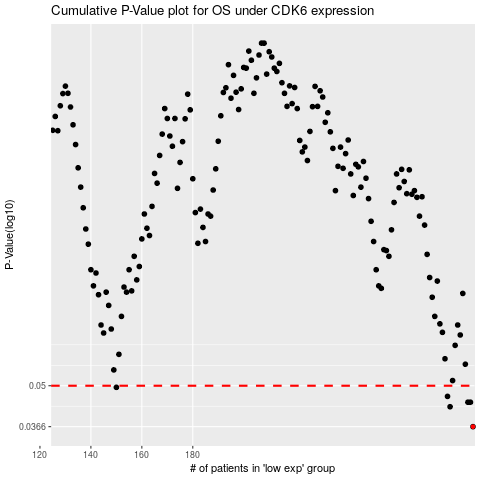 Cumulative P-Value plot for OS under CDK6 expression
P-Value(log10)
0.05
0.0366
120 140 160 180
# of patients in 'low exp' group